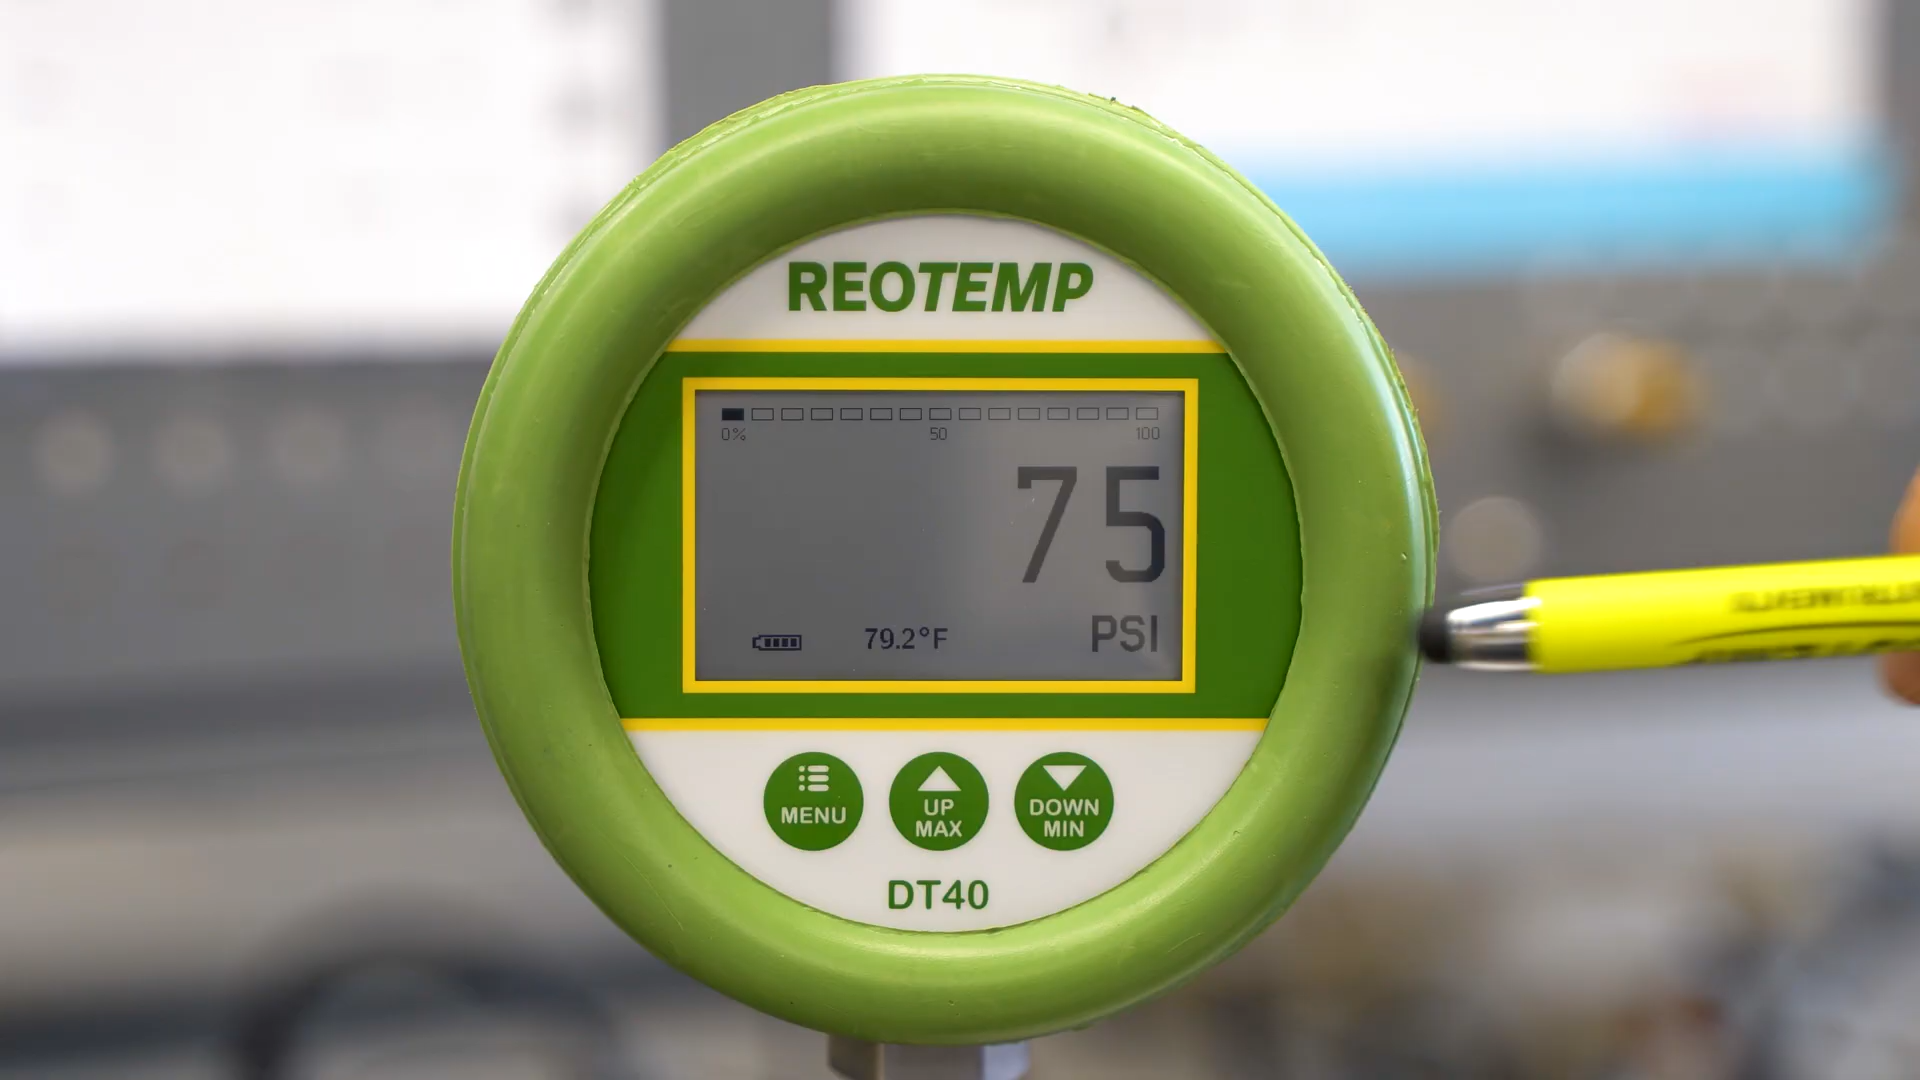 REOTEMP
0% 50 100
75
79.2°F PSI
MENU
UP
MAX
DOWN
MIN
DT40